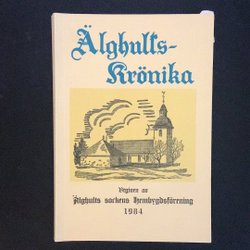 Älghults-
Krönika
Utgiven av
Älghults sockens Hembygdsförening
1984